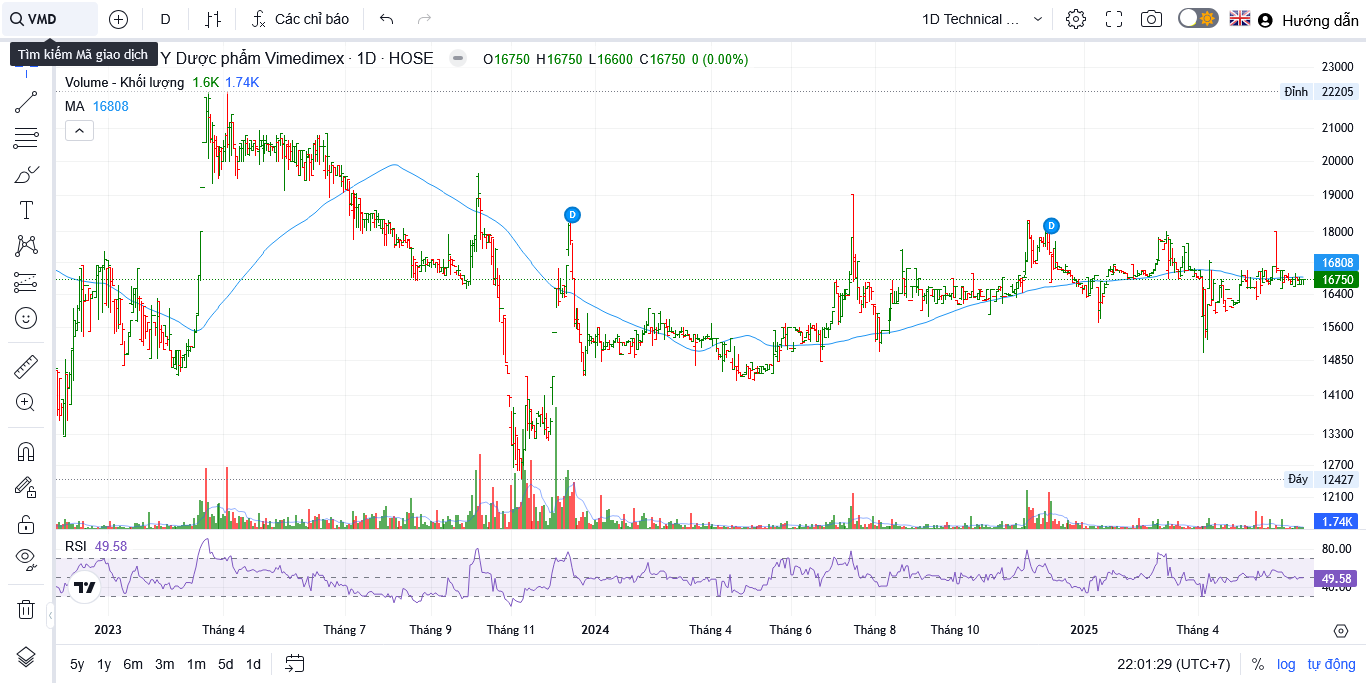 VMD
D
Các chỉ báo
1D Technical ...
Hướng dẫn
Tìm kiếm Mã giao dịch
Y Dược phẩm Vimedimex · 1D · HOSE
O16750 H16750 L16600 C16750 0 (0.00%)
Volume - Khối lượng 1.6K 1.74K
MA 16808
23000
Đỉnh 22205
21000
20000
19000
18000
16808
16750
16400
15600
14850
14100
13300
12700
Đáy 12427
12100
1.74K
D
D
RSI 49.58
80.00
49.58
40.00
2023 Tháng 4 Tháng 7 Tháng 9 Tháng 11 2024 Tháng 4 Tháng 6 Tháng 8 Tháng 10 2025 Tháng 4
5y 1y 6m 3m 1m 5d 1d
22:01:29 (UTC+7) % log tự động